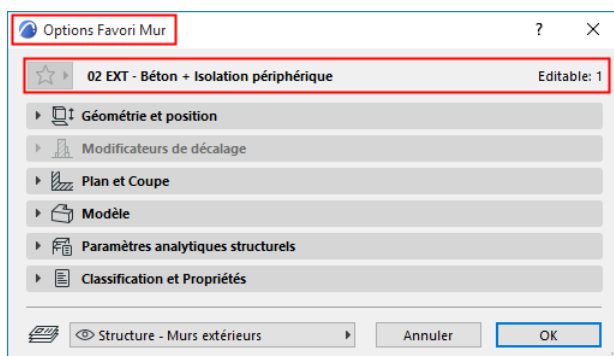 Options Favori Mur ?
02 EXT - Béton + Isolation périphérique Editable: 1
Géométrie et position
Modificateurs de décalage
Plan et Coupe
Modèle
Paramètres analytiques structurels
Classification et Propriétés
Structure - Murs extérieurs Annuler OK